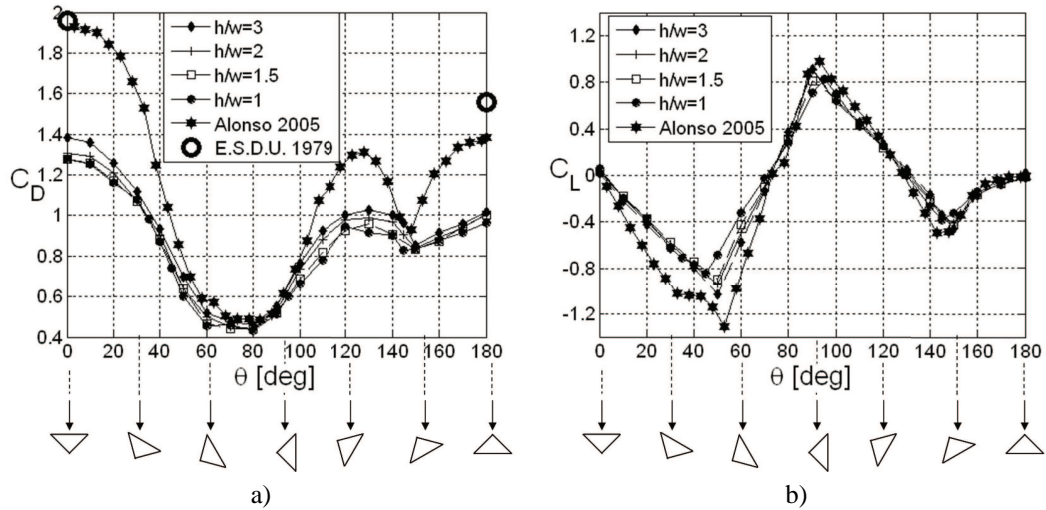 2
1.8
1.6
1.4
1.2
1
0.8
0.6
0.4
C_D
h/w=3
h/w=2
h/w=1.5
h/w=1
Alonso 2005
E.S.D.U. 1979
0 20 40 60 80 100 120 140 160 180
θ [deg]
a)
1.2
0.8
0.4
0
-0.4
-0.8
-1.2
C_L
h/w=3
h/w=2
h/w=1.5
h/w=1
Alonso 2005
0 20 40 60 80 100 120 140 160 180
θ [deg]
b)